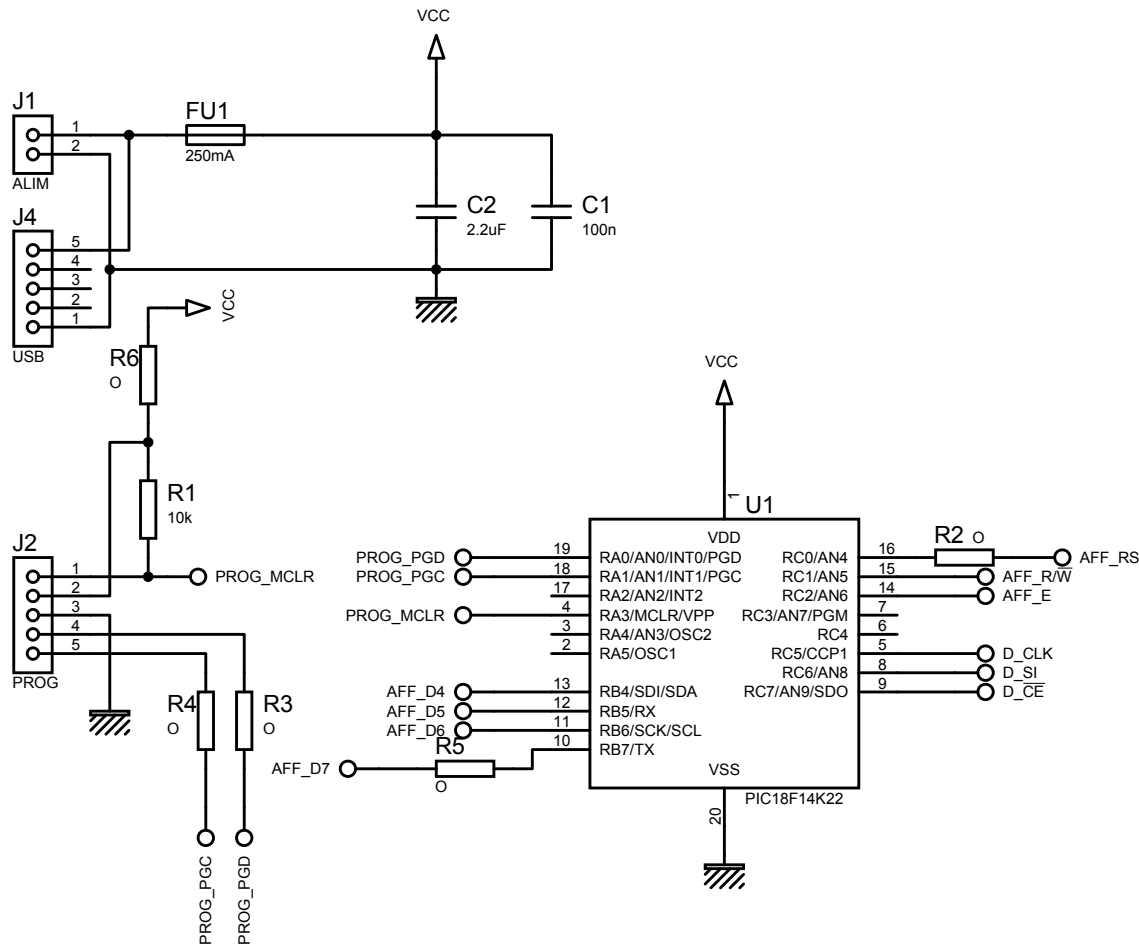 VCC
J1
1
2
ALIM
FU1
250mA
J4
5
4
3
2
1
USB
C2
2.2uF
C1
100n
VCC
R6
O
R1
10k
J2
1
2
3
4
5
PROG
PROG_MCLR
R4
O
R3
O
PROG_PGC
PROG_PGD
VCC
1
U1
VDD
PROG_PGD
19
RA0/AN0/INT0/PGD
PROG_PGC
18
RA1/AN1/INT1/PGC
17
RA2/AN2/INT2
PROG_MCLR
4
RA3/MCLR/VPP
3
RA4/AN3/OSC2
2
RA5/OSC1
AFF_D4
13
RB4/SDI/SDA
AFF_D5
12
RB5/RX
AFF_D6
11
RB6/SCK/SCL
AFF_D7
R5
O
10
RB7/TX
RC0/AN4
16
R2
O
AFF_RS
RC1/AN5
15
AFF_R/W̅
RC2/AN6
14
AFF_E
RC3/AN7/PGM
7
RC4
6
RC5/CCP1
5
D_CLK
RC6/AN8
8
D_SI
RC7/AN9/SDO
9
D_C̅E̅
VSS
20
PIC18F14K22